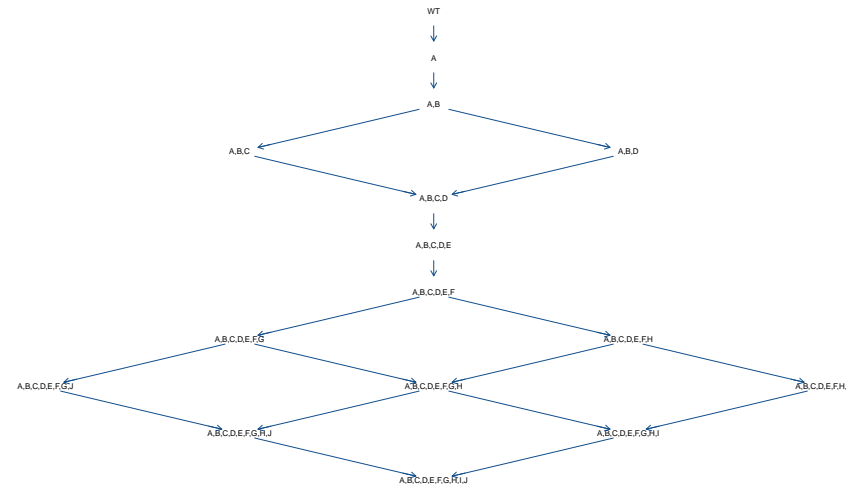 WT
A
A,B
A,B,C
A,B,D
A,B,C,D
A,B,C,D,E
A,B,C,D,E,F
A,B,C,D,E,F,G
A,B,C,D,E,F,H
A,B,C,D,E,F,G,J
A,B,C,D,E,F,G,H
A,B,C,D,E,F,H,
A,B,C,D,E,F,G,H,J
A,B,C,D,E,F,G,H,I
A,B,C,D,E,F,G,H,I,J